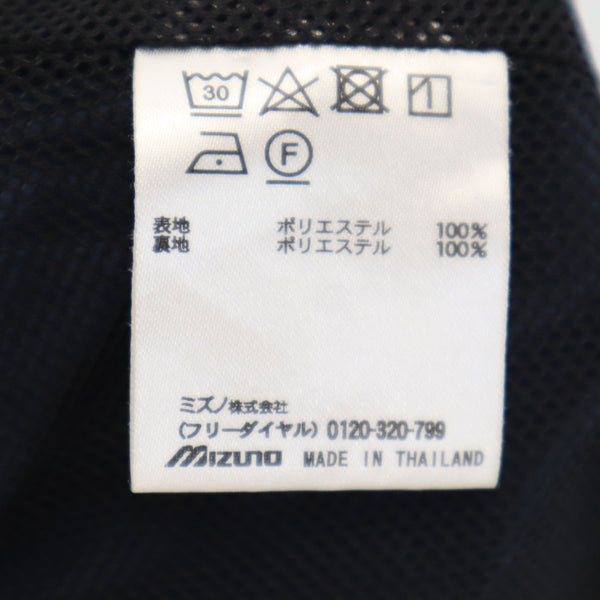 30
F
表地 ポリエステル 100%
裏地 ポリエステル 100%
ミズノ株式会社
(フリーダイヤル) 0120-320-799
MIZUNO MADE IN THAILAND